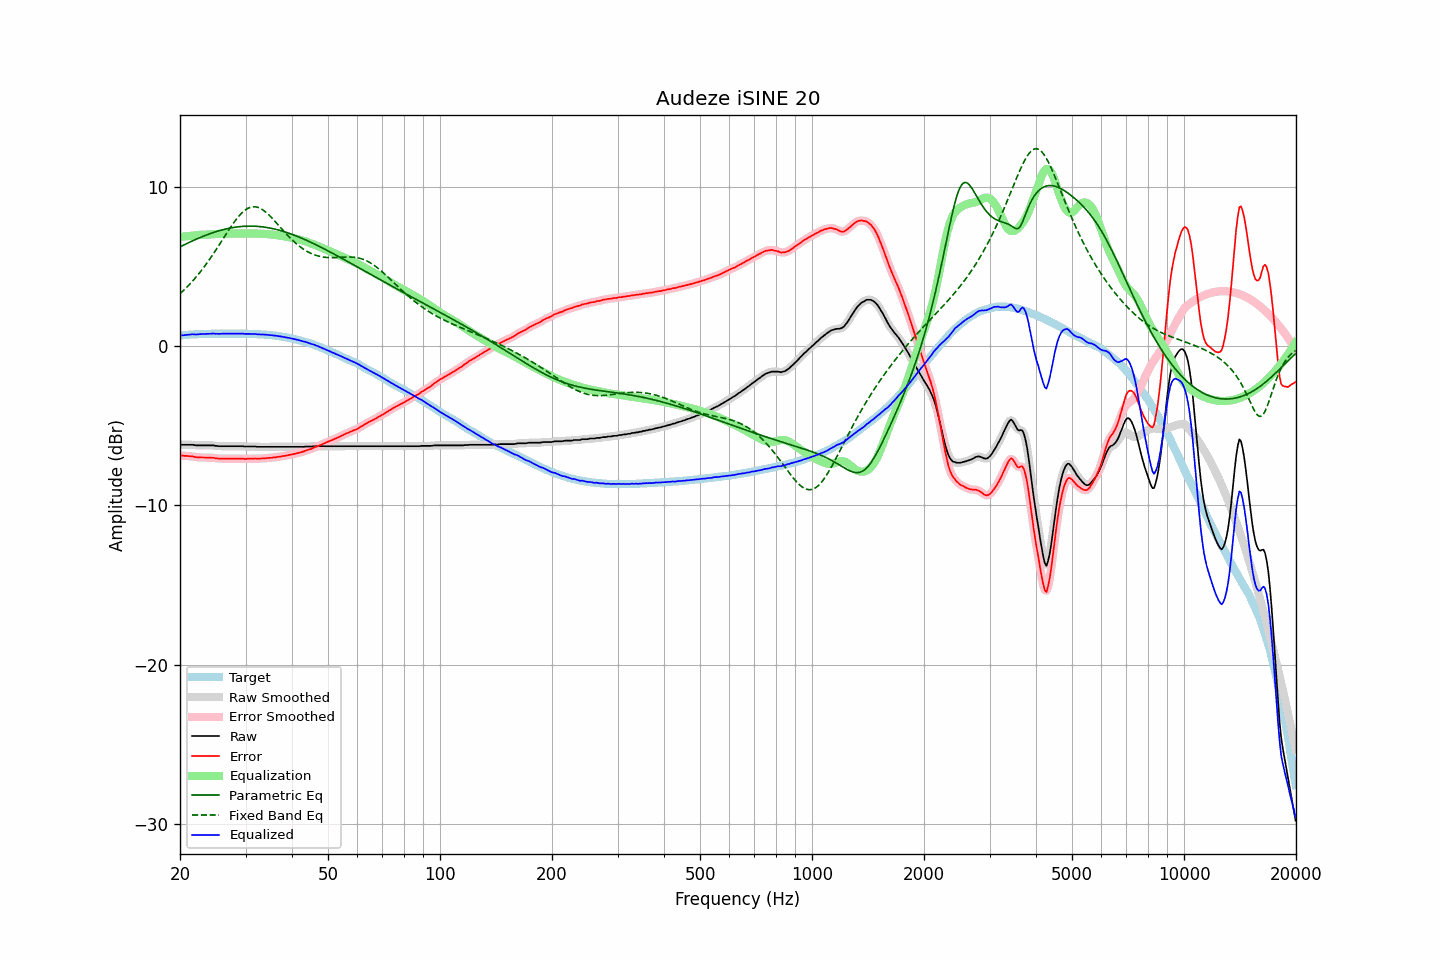 Audeze iSINE 20
Amplitude (dBr)
10
0
−10
−20
−30
Target
Raw Smoothed
Error Smoothed
Raw
Error
Equalization
Parametric Eq
Fixed Band Eq
Equalized
20 50 100 200 500 1000 2000 5000 10000 20000
Frequency (Hz)